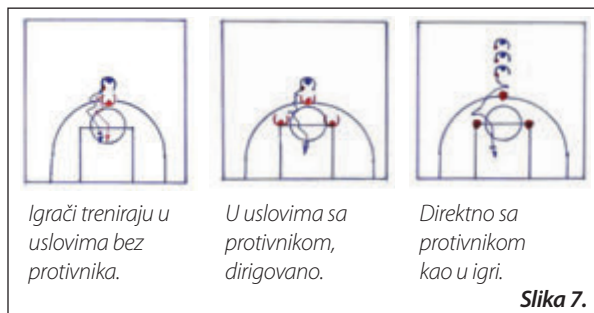 Igrači treniraju u
uslovima bez
protivnika.
U uslovima sa
protivnikom,
dirigovano.
Direktno sa
protivnikom
kao u igri.
Slika 7.